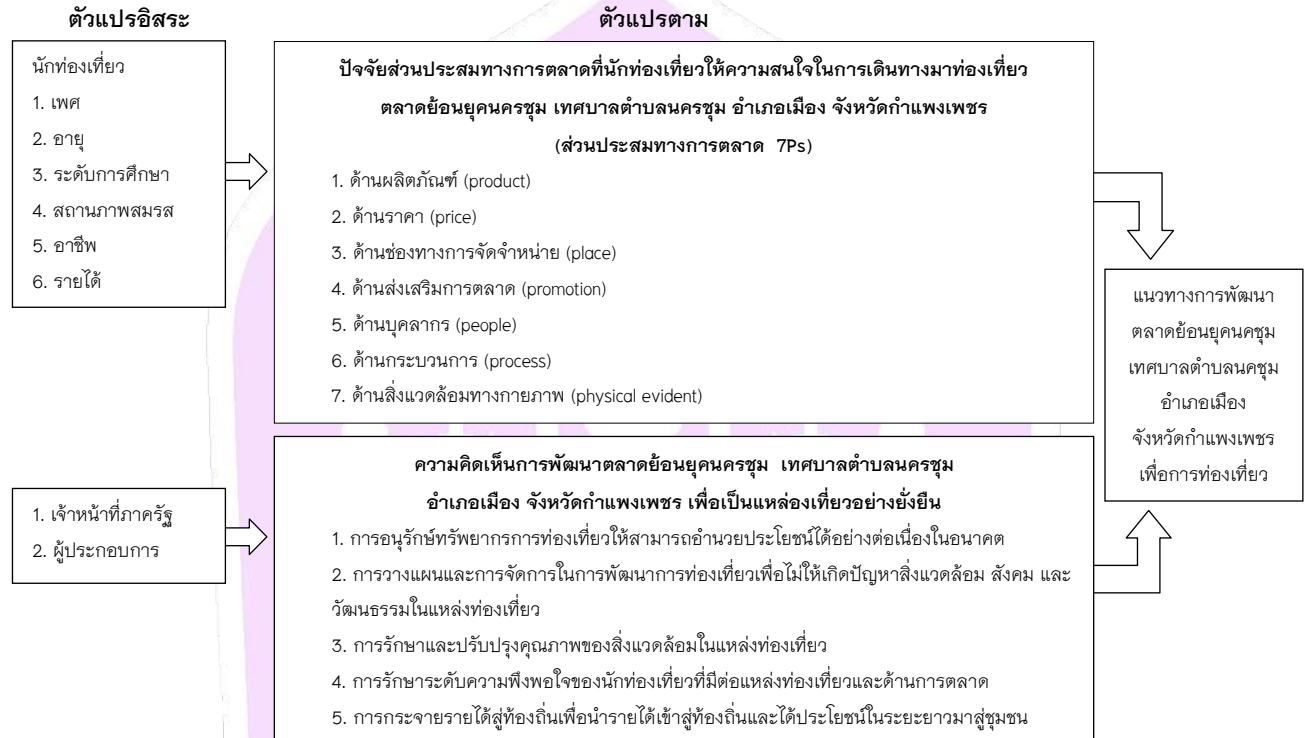 ตัวแปรอิสระ
ตัวแปรตาม
นักท่องเที่ยว
1. เพศ
2. อายุ
3. ระดับการศึกษา
4. สถานภาพสมรส
5. อาชีพ
6. รายได้
ปัจจัยส่วนประสมทางการตลาดที่นักท่องเที่ยวให้ความสนใจในการเดินทางมาท่องเที่ยว
ตลาดย้อนยุคนครชุม เทศบาลตำบลนครชุม อำเภอเมือง จังหวัดกำแพงเพชร
(ส่วนประสมทางการตลาด 7Ps)
1. ด้านผลิตภัณฑ์ (product)
2. ด้านราคา (price)
3. ด้านช่องทางการจัดจำหน่าย (place)
4. ด้านส่งเสริมการตลาด (promotion)
5. ด้านบุคลากร (people)
6. ด้านกระบวนการ (process)
7. ด้านสิ่งแวดล้อมทางกายภาพ (physical evident)
1. เจ้าหน้าที่ภาครัฐ
2. ผู้ประกอบการ
ความคิดเห็นการพัฒนาตลาดย้อนยุคนครชุม เทศบาลตำบลนครชุม
อำเภอเมือง จังหวัดกำแพงเพชร เพื่อเป็นแหล่องเที่ยวอย่างยั่งยืน
1. การอนุรักษ์ทรัพยากรการท่องเที่ยวให้สามารถอำนวยประโยชน์ได้อย่างต่อเนื่องในอนาคต
2. การวางแผนและการจัดการในการพัฒนาการท่องเที่ยวเพื่อไม่ให้เกิดปัญหาสิ่งแวดล้อม สังคม และ
วัฒนธรรมในแหล่งท่องเที่ยว
3. การรักษาและปรับปรุงคุณภาพของสิ่งแวดล้อมในแหล่งท่องเที่ยว
4. การรักษาระดับความพึงพอใจของนักท่องเที่ยวที่มีต่อแหล่งท่องเที่ยวและด้านการตลาด
5. การกระจายรายได้สู่ท้องถิ่นเพื่อนำรายได้เข้าสู่ท้องถิ่นและได้ประโยชน์ในระยะยาวมาสู่ชุมชน
แนวทางการพัฒนา
ตลาดย้อนยุคนคชุม
เทศบาลตำบลนคชุม
อำเภอเมือง
จังหวัดกำแพงเพชร
เพื่อการท่องเที่ยว